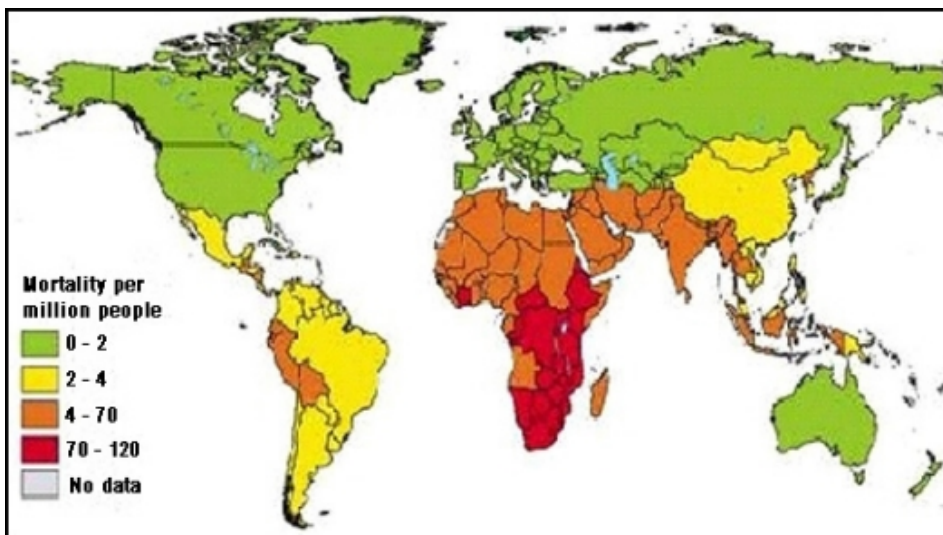 Mortality per
million people
0 - 2
2 - 4
4 - 70
70 - 120
No data